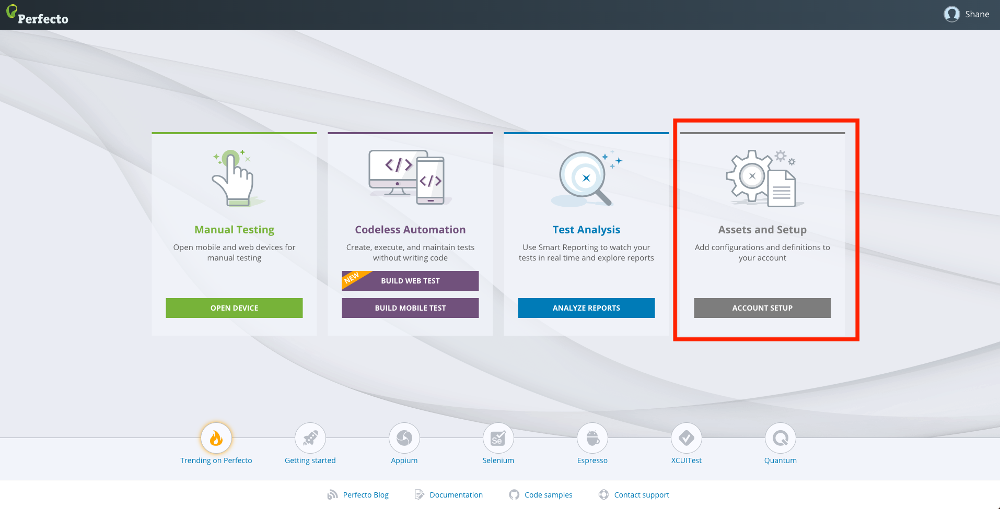 Perfecto
Shane
Manual Testing
Open mobile and web devices for
manual testing
OPEN DEVICE
Codeless Automation
Create, execute, and maintain tests
without writing code
NEW
BUILD WEB TEST
BUILD MOBILE TEST
Test Analysis
Use Smart Reporting to watch your
tests in real time and explore reports
ANALYZE REPORTS
Assets and Setup
Add configurations and definitions to
your account
ACCOUNT SETUP
Se
Trending on Perfecto
Getting started
Appium
Selenium
Espresso
XCUITest
Quantum
Perfecto Blog
Documentation
Code samples
Contact support